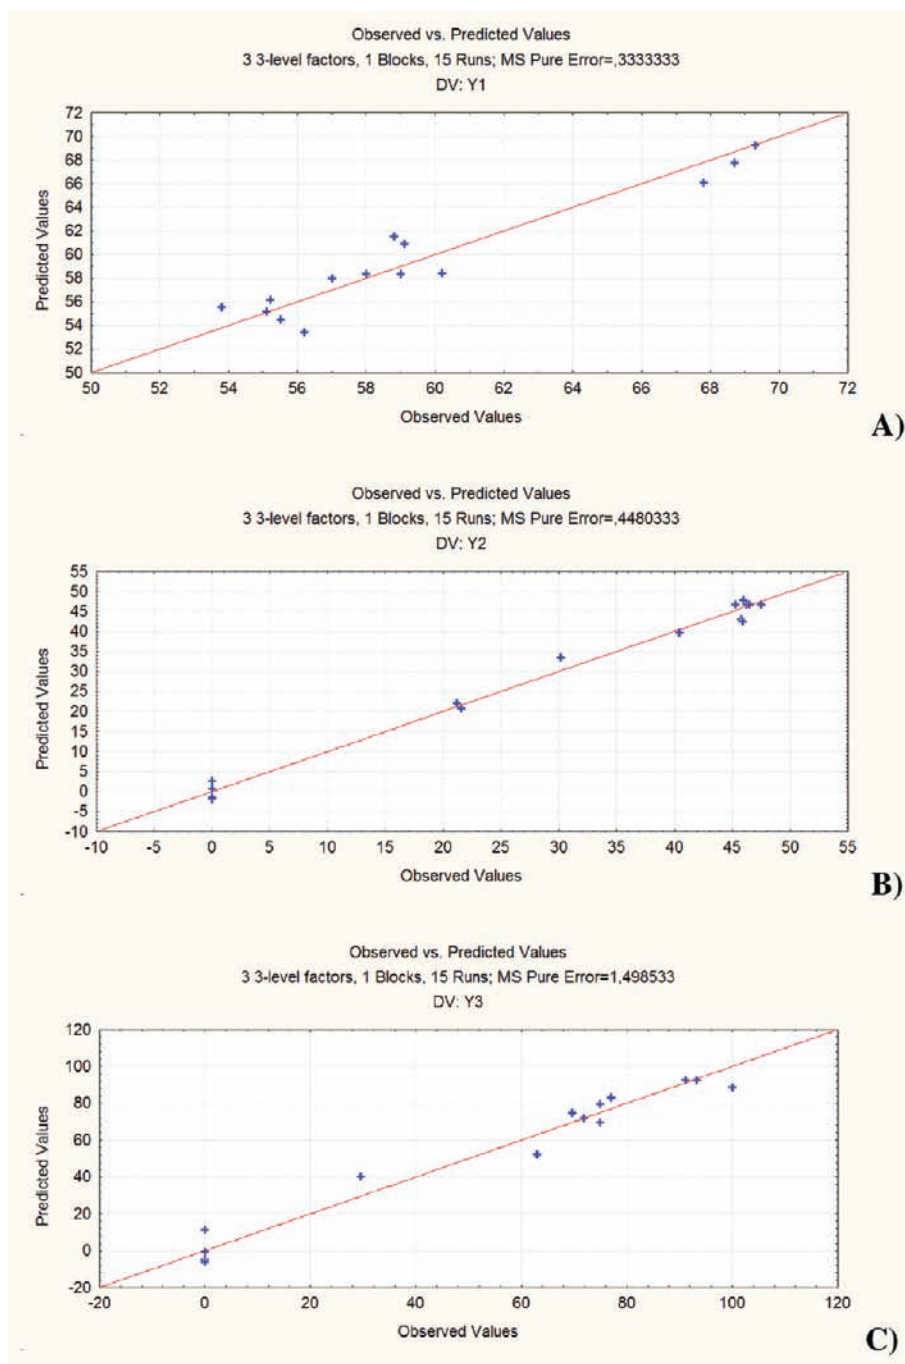 Observed vs. Predicted Values
3 3-level factors, 1 Blocks, 15 Runs; MS Pure Error=,3333333
DV: Y1
72
70
68
66
64
62
60
58
56
54
52
50
Predicted Values
50 52 54 56 58 60 62 64 66 68 70 72
Observed Values
A)
Observed vs. Predicted Values
3 3-level factors, 1 Blocks, 15 Runs; MS Pure Error=,4480333
DV: Y2
55
50
45
40
35
30
25
20
15
10
5
0
-5
-10
Predicted Values
-10 -5 0 5 10 15 20 25 30 35 40 45 50 55
Observed Values
B)
Observed vs. Predicted Values
3 3-level factors, 1 Blocks, 15 Runs; MS Pure Error=1,498533
DV: Y3
120
100
80
60
40
20
0
-20
Predicted Values
-20 0 20 40 60 80 100 120
Observed Values
C)